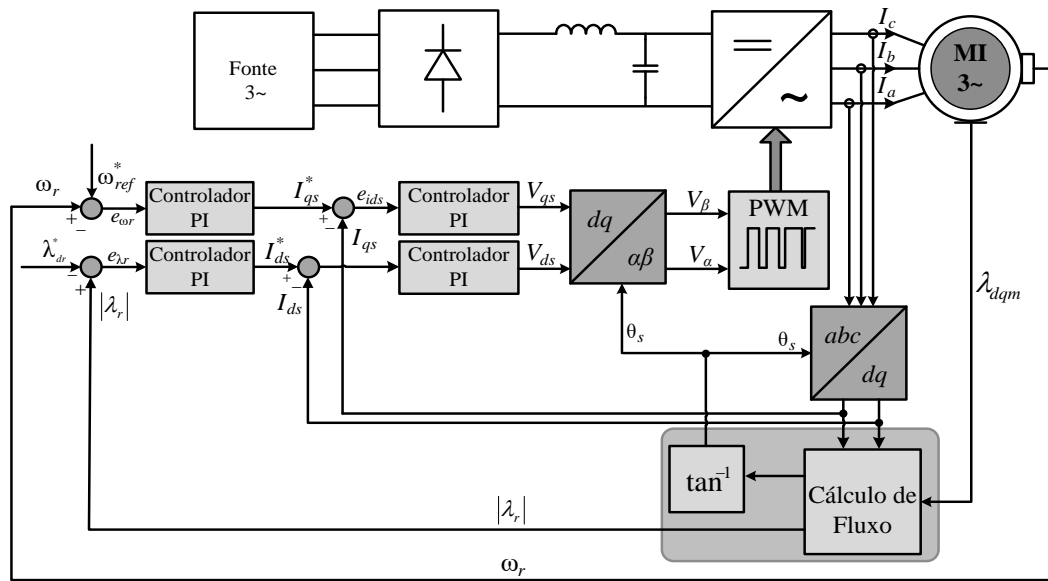 Fonte
3~
=
~
I_c
I_b
I_a
MI
3~
ω_r
ω*_ref
+
−
e_ωr
Controlador
PI
I*_qs
+
−
e_ids
I_qs
Controlador
PI
V_qs
dq
αβ
V_β
V_α
PWM
λ*_dr
−
+
e_λr
|λ_r|
Controlador
PI
I*_ds
+
−
I_ds
Controlador
PI
V_ds
λ_dqm
θ_s
θ_s
abc
dq
tan⁻¹
Cálculo de
Fluxo
|λ_r|
ω_r